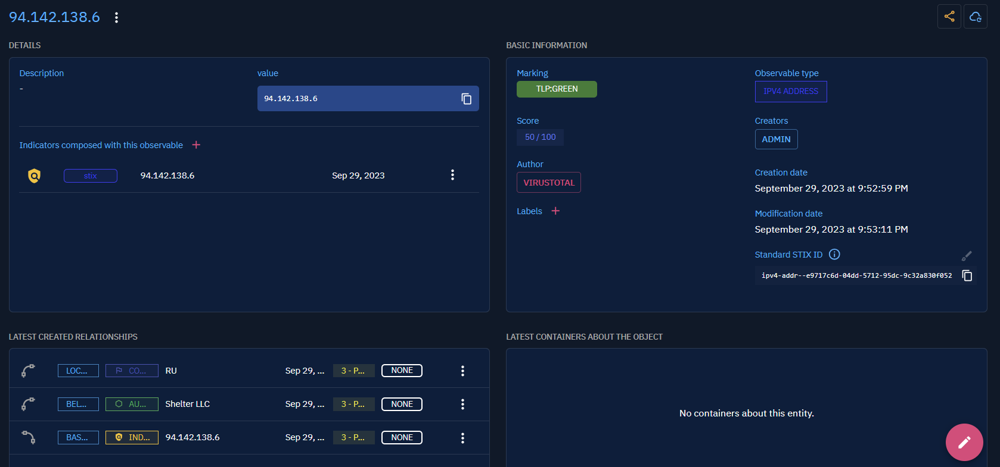 94.142.138.6
DETAILS
Description
-
value
94.142.138.6
Indicators composed with this observable
stix 94.142.138.6 Sep 29, 2023
BASIC INFORMATION
Marking
TLP:GREEN
Score
50 / 100
Author
VIRUSTOTAL
Labels
Observable type
IPV4 ADDRESS
Creators
ADMIN
Creation date
September 29, 2023 at 9:52:59 PM
Modification date
September 29, 2023 at 9:53:11 PM
Standard STIX ID
ipv4-addr--e9717c6d-04dd-5712-95dc-9c32a830f052
LATEST CREATED RELATIONSHIPS
LOC... CO... RU Sep 29, ... 3 - P... NONE
BEL... AU... Shelter LLC Sep 29, ... 3 - P... NONE
BAS... IND... 94.142.138.6 Sep 29, ... 3 - P... NONE
LATEST CONTAINERS ABOUT THE OBJECT
No containers about this entity.